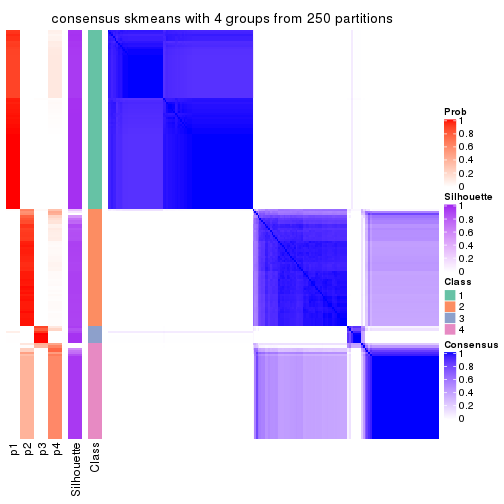 consensus skmeans with 4 groups from 250 partitions
Prob
1
0.8
0.6
0.4
0.2
0
Silhouette
1
0.8
0.6
0.4
0.2
0
Class
1
2
3
4
Consensus
1
0.8
0.6
0.4
0.2
0
p1
p2
p3
p4
Silhouette
Class